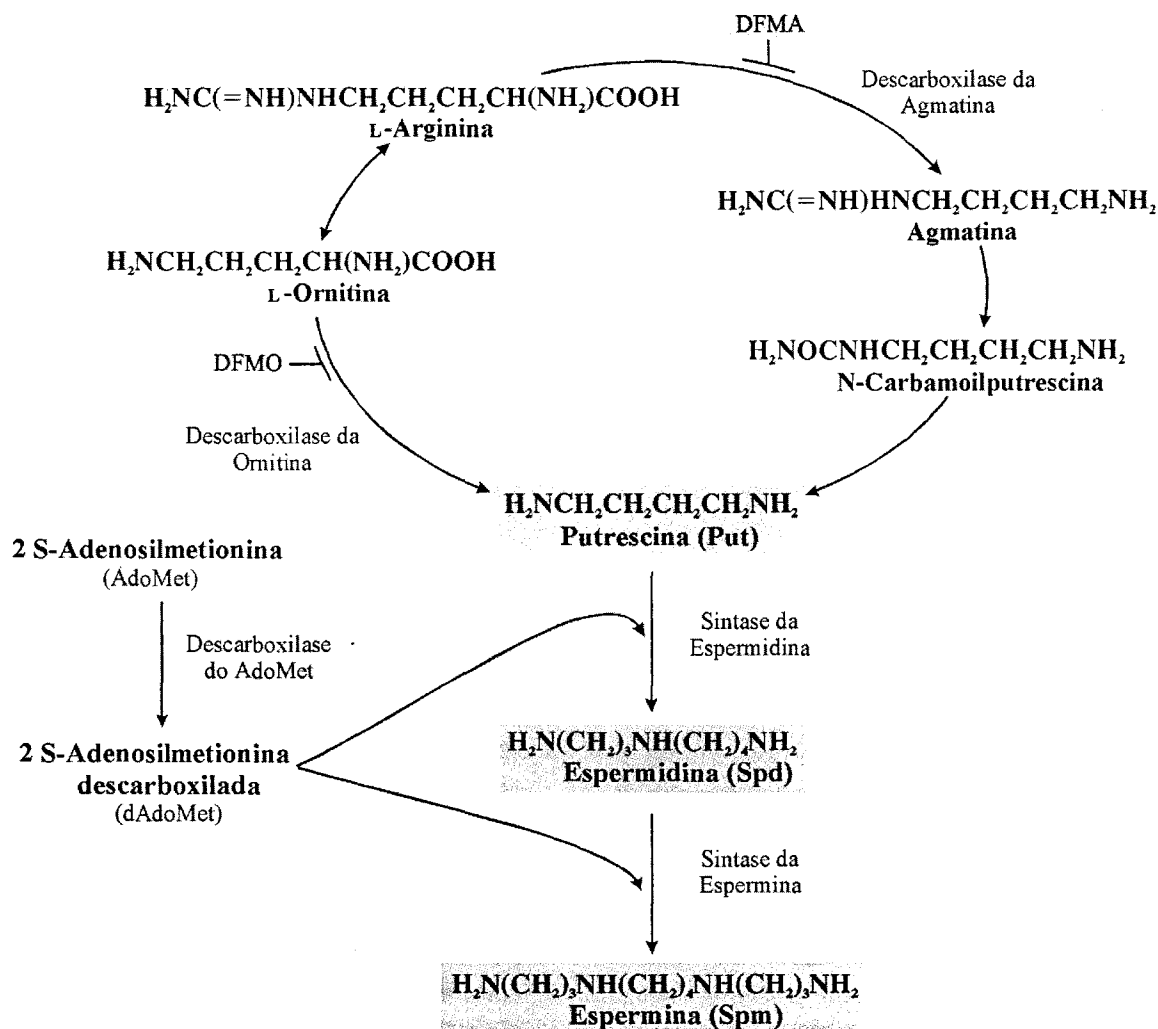 DFMA
Descarboxilase da
Agmatina
H₂NC(=NH)NHCH₂CH₂CH₂CH(NH₂)COOH
L-Arginina
H₂NC(=NH)HNCH₂CH₂CH₂CH₂NH₂
Agmatina
H₂NCH₂CH₂CH₂CH(NH₂)COOH
L-Ornitina
DFMO
H₂NOCNHCH₂CH₂CH₂CH₂NH₂
N-Carbamoilputrescina
Descarboxilase da
Ornitina
H₂NCH₂CH₂CH₂CH₂NH₂
Putrescina (Put)
2 S-Adenosilmetionina
(AdoMet)
Descarboxilase
do AdoMet
Sintase da
Espermidina
2 S-Adenosilmetionina
descarboxilada
(dAdoMet)
H₂N(CH₂)₃NH(CH₂)₄NH₂
Espermidina (Spd)
Sintase da
Espermina
H₂N(CH₂)₃NH(CH₂)₄NH(CH₂)₃NH₂
Espermina (Spm)